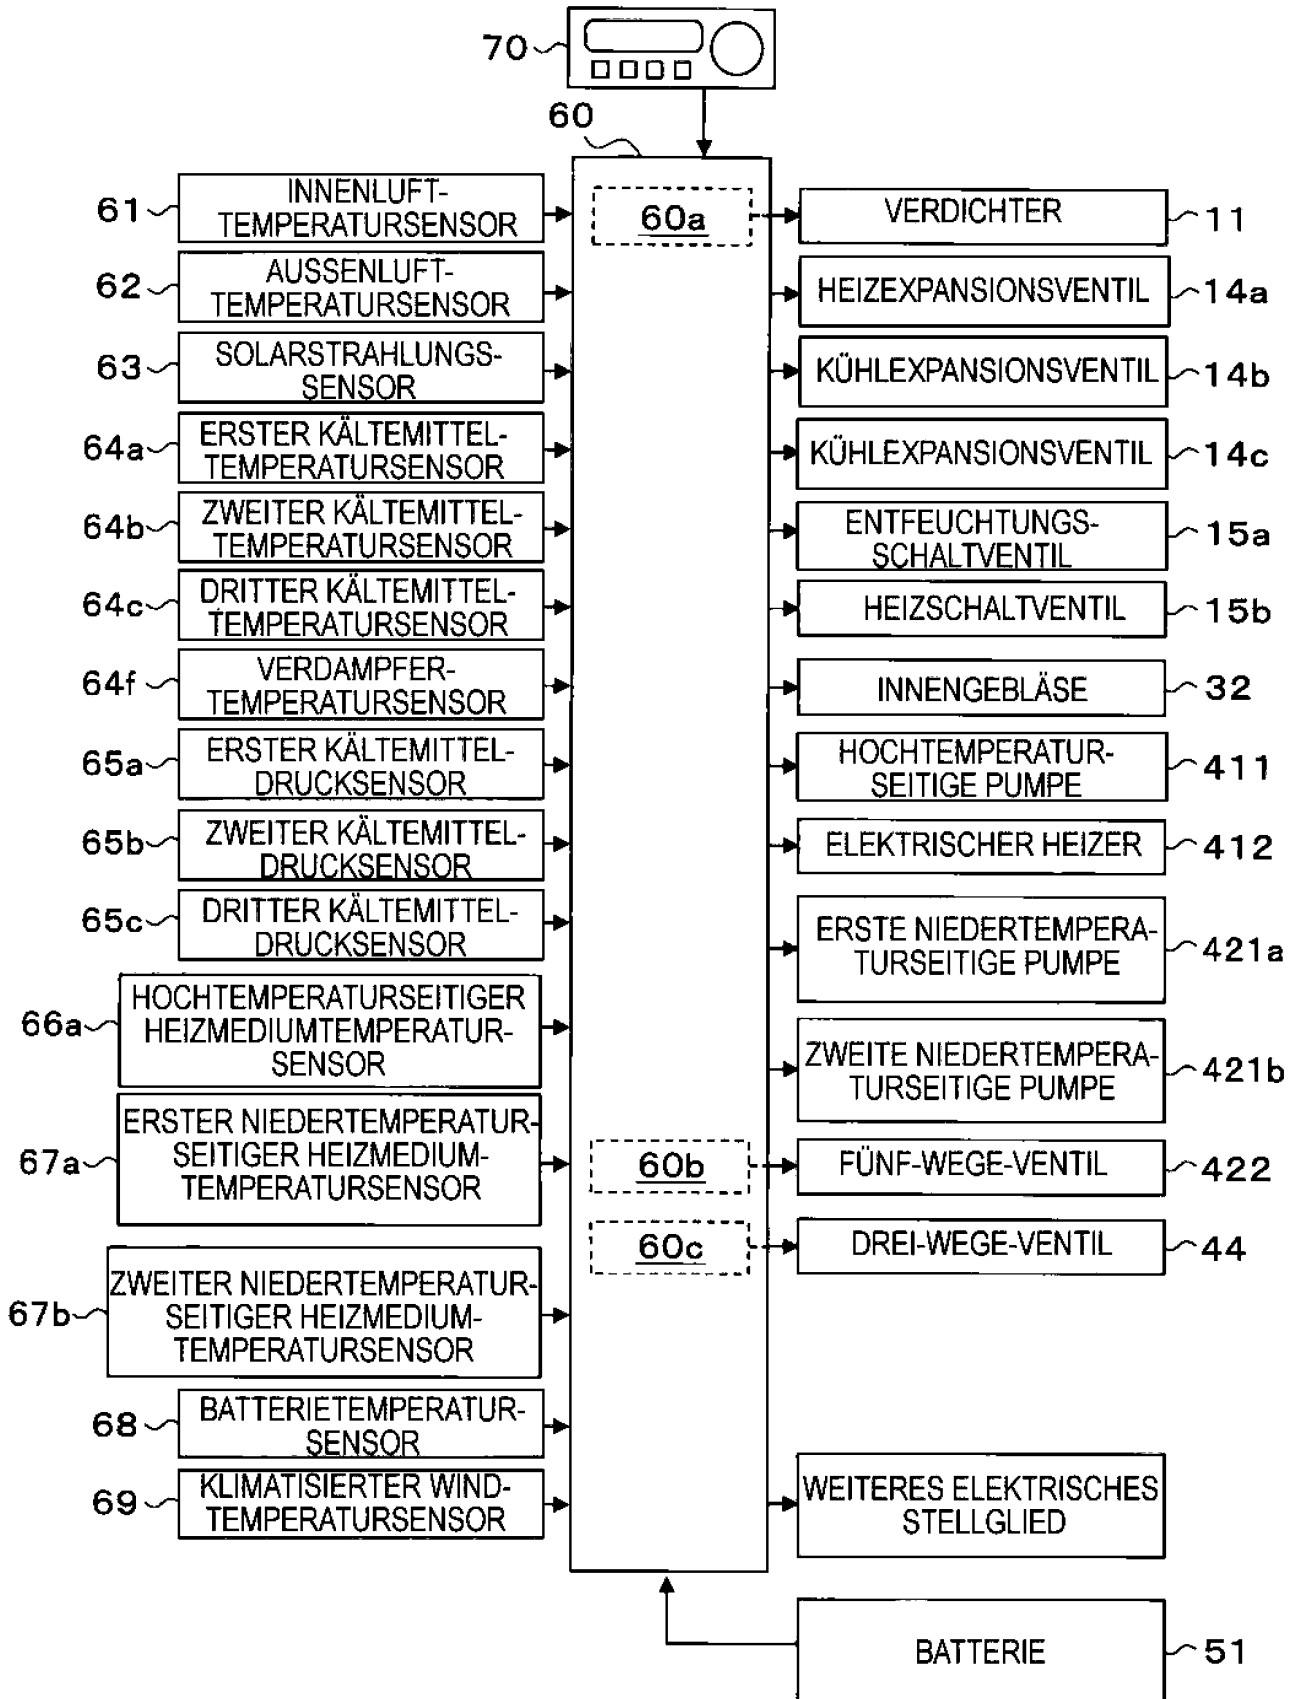 70
60
61
INNENLUFT-
TEMPERATURSENSOR
62
AUSSENLUFT-
TEMPERATURSENSOR
63
SOLARSTRAHLUNGS-
SENSOR
64a
ERSTER KÄLTEMITTEL-
TEMPERATURSENSOR
64b
ZWEITER KÄLTEMITTEL-
TEMPERATURSENSOR
64c
DRITTER KÄLTEMITTEL-
TEMPERATURSENSOR
64f
VERDAMPFER-
TEMPERATURSENSOR
65a
ERSTER KÄLTEMITTEL-
DRUCKSENSOR
65b
ZWEITER KÄLTEMITTEL-
DRUCKSENSOR
65c
DRITTER KÄLTEMITTEL-
DRUCKSENSOR
66a
HOCHTEMPERATURSEITIGER
HEIZMEDIUMTEMPERATUR-
SENSOR
67a
ERSTER NIEDERTEMPERATUR-
SEITIGER HEIZMEDIUM-
TEMPERATURSENSOR
67b
ZWEITER NIEDERTEMPERATUR-
SEITIGER HEIZMEDIUM-
TEMPERATURSENSOR
68
BATTERIETEMPERATUR-
SENSOR
69
KLIMATISIERTER WIND-
TEMPERATURSENSOR
60a
60b
60c
VERDICHTER
11
HEIZEXPANSIONSVENTIL
14a
KÜHLEXPANSIONSVENTIL
14b
KÜHLEXPANSIONSVENTIL
14c
ENTFEUCHTUNGS-
SCHALTVENTIL
15a
HEIZSCHALTVENTIL
15b
INNENGEBLÄSE
32
HOCHTEMPERATUR-
SEITIGE PUMPE
411
ELEKTRISCHER HEIZER
412
ERSTE NIEDERTEMPERA-
TURSEITIGE PUMPE
421a
ZWEITE NIEDERTEMPERA-
TURSEITIGE PUMPE
421b
FÜNF-WEGE-VENTIL
422
DREI-WEGE-VENTIL
44
WEITERES ELEKTRISCHES
STELLGLIED
BATTERIE
51